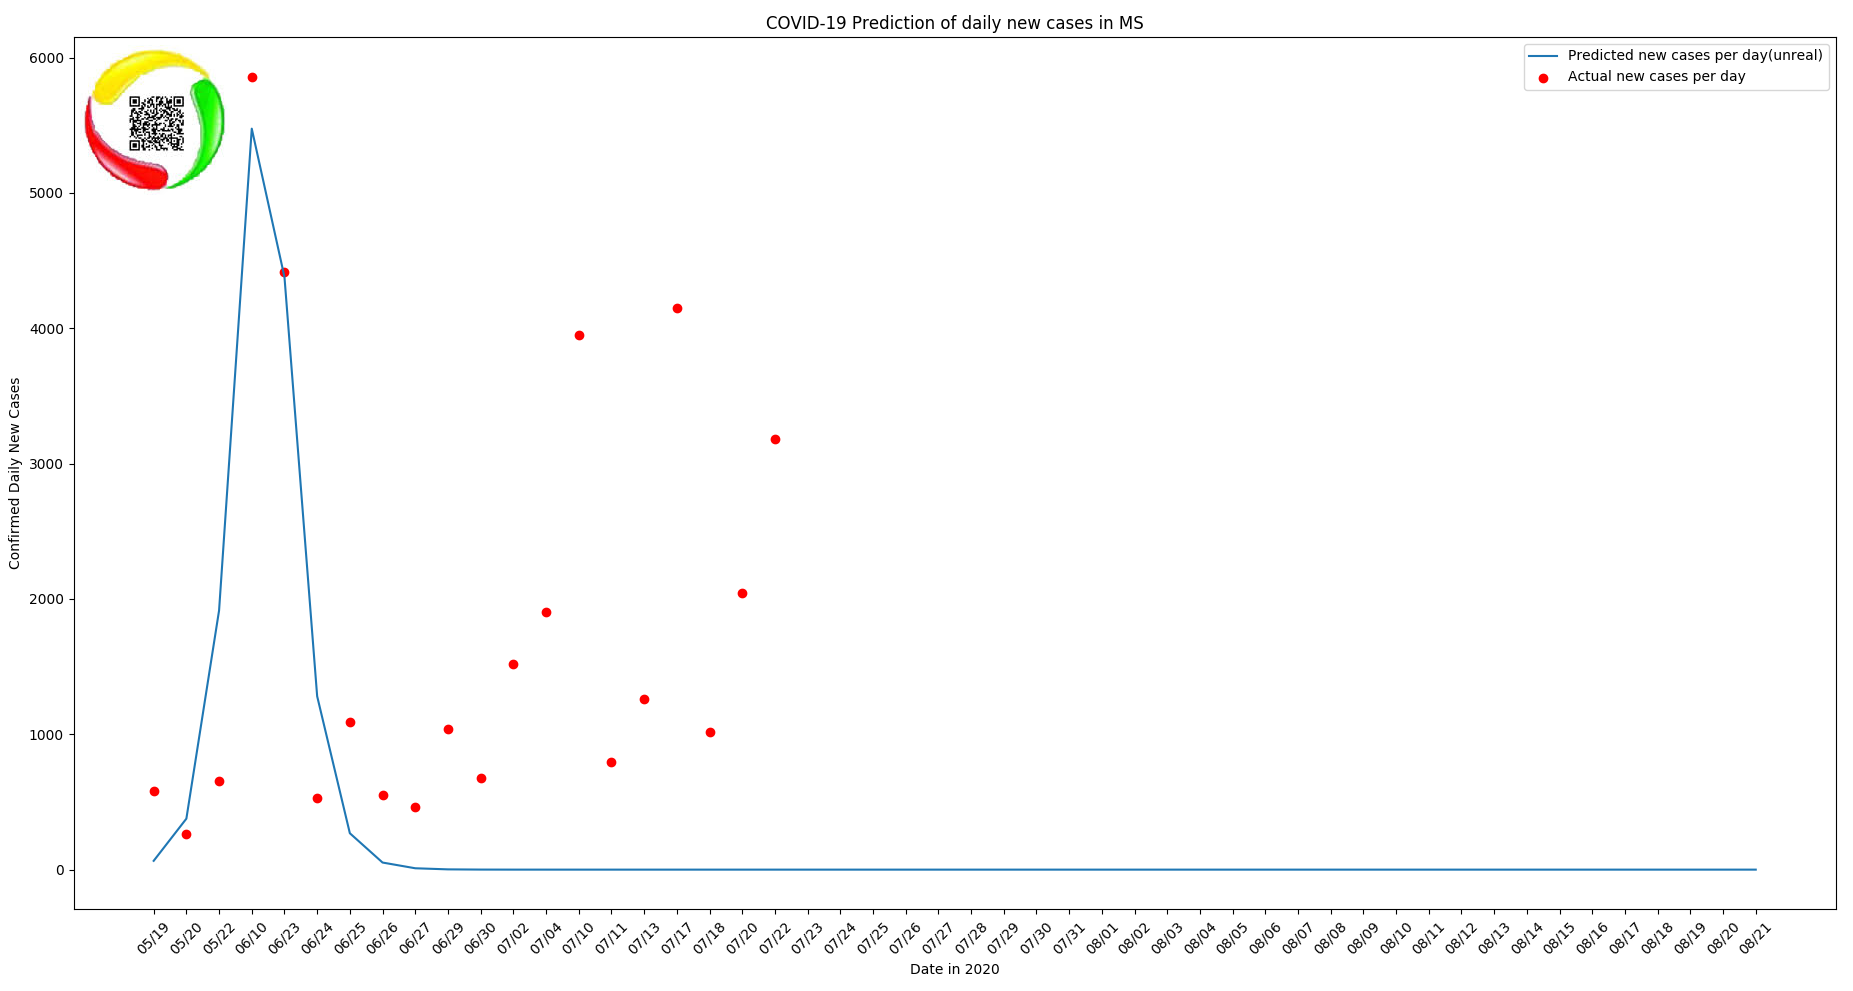 COVID-19 Prediction of daily new cases in MS
Predicted new cases per day(unreal)
Actual new cases per day
Confirmed Daily New Cases
6000
5000
4000
3000
2000
1000
0
05/19 05/20 05/22 06/10 06/23 06/24 06/25 06/26 06/27 06/29 06/30 07/02 07/04 07/10 07/11 07/13 07/17 07/18 07/20 07/22 07/23 07/24 07/25 07/26 07/27 07/28 07/29 07/30 07/31 08/01 08/02 08/03 08/04 08/05 08/06 08/07 08/08 08/09 08/10 08/11 08/12 08/13 08/14 08/15 08/16 08/17 08/18 08/19 08/20 08/21
Date in 2020